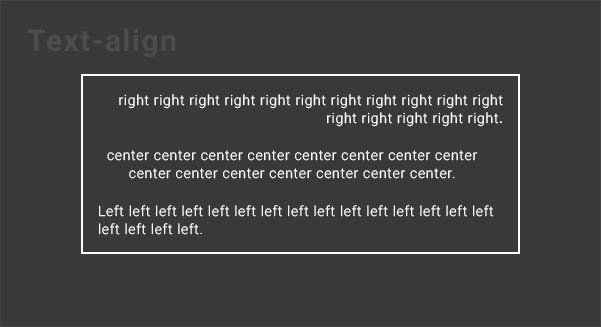 Text-align
right right right right right right right right right right right
right right right right right.
center center center center center center center center
center center center center center center center.
Left left left left left left left left left left left left left left left
left left left left.